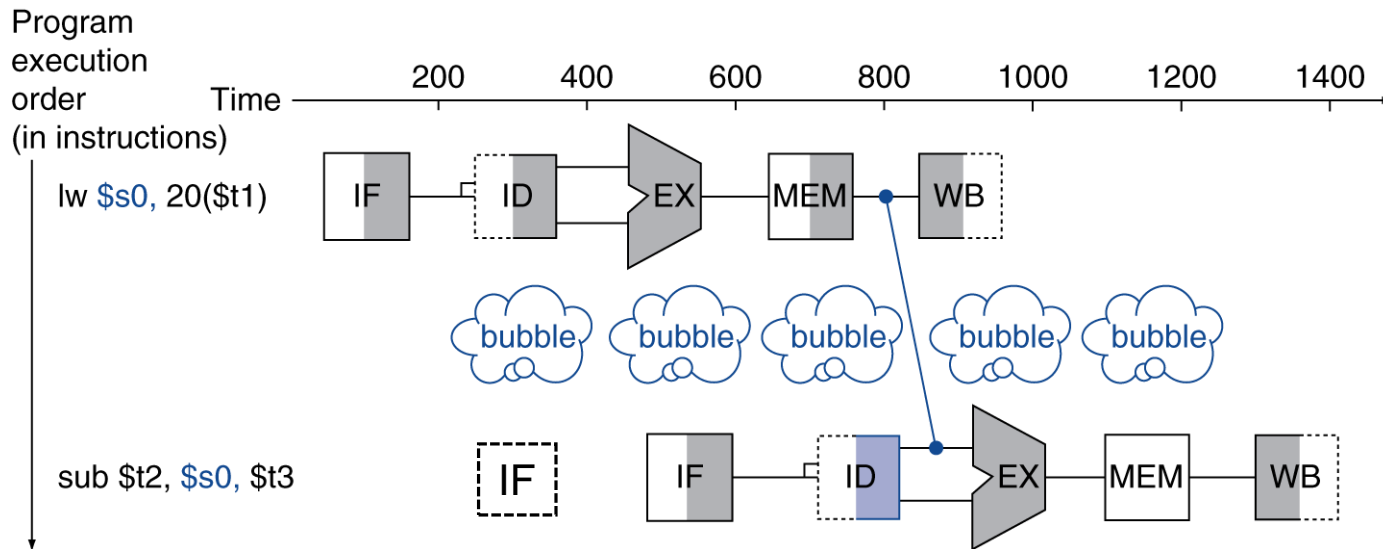 Program
execution
order
(in instructions)
Time
200 400 600 800 1000 1200 1400
lw $s0, 20($t1)
IF ID EX MEM WB
bubble bubble bubble bubble bubble
sub $t2, $s0, $t3
IF IF ID EX MEM WB